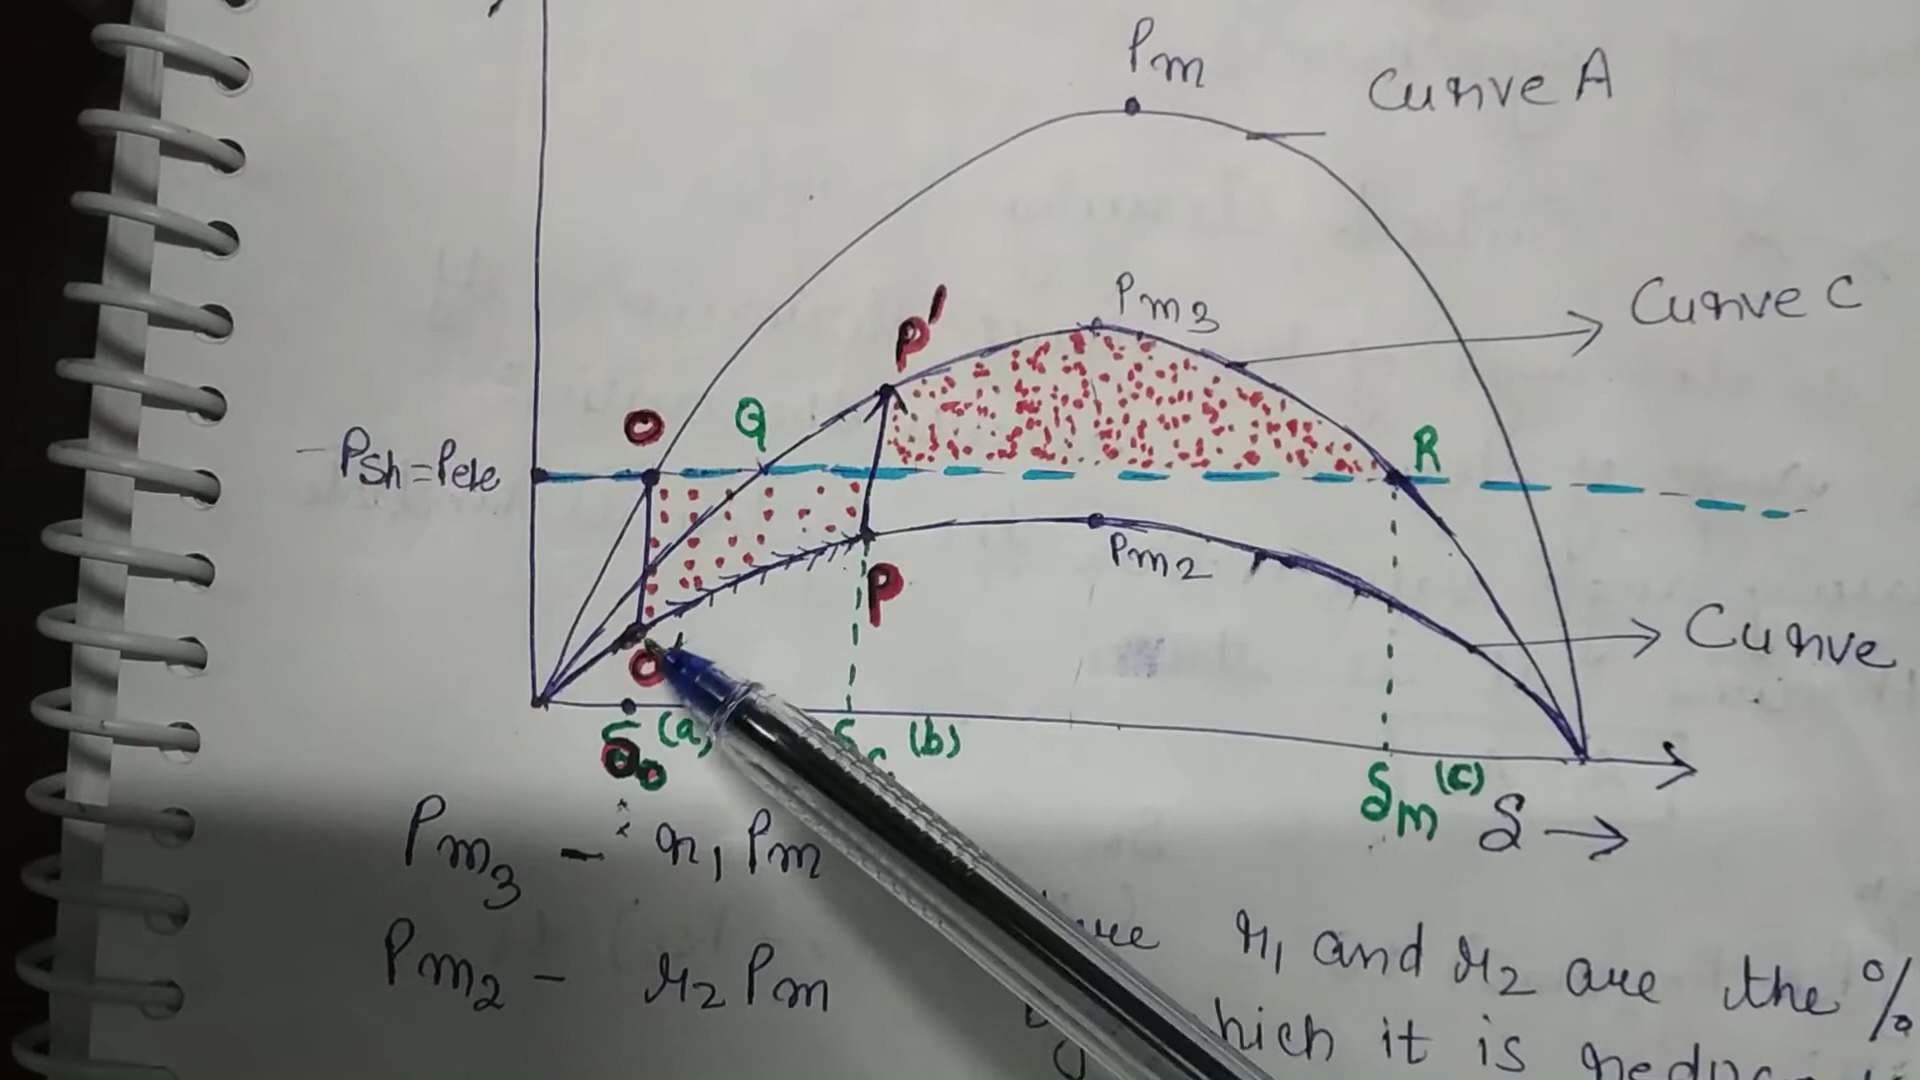 Pm
Curve A
Pm3
Curve C
P'
O
Q
R
Psh = Pele
Pm2
P
Curve
O
δo (a)
(b)
δm (c)
δ →
Pm3 - r1 Pm
Pm2 - r2 Pm
r1 and r2 are the %
hich it is